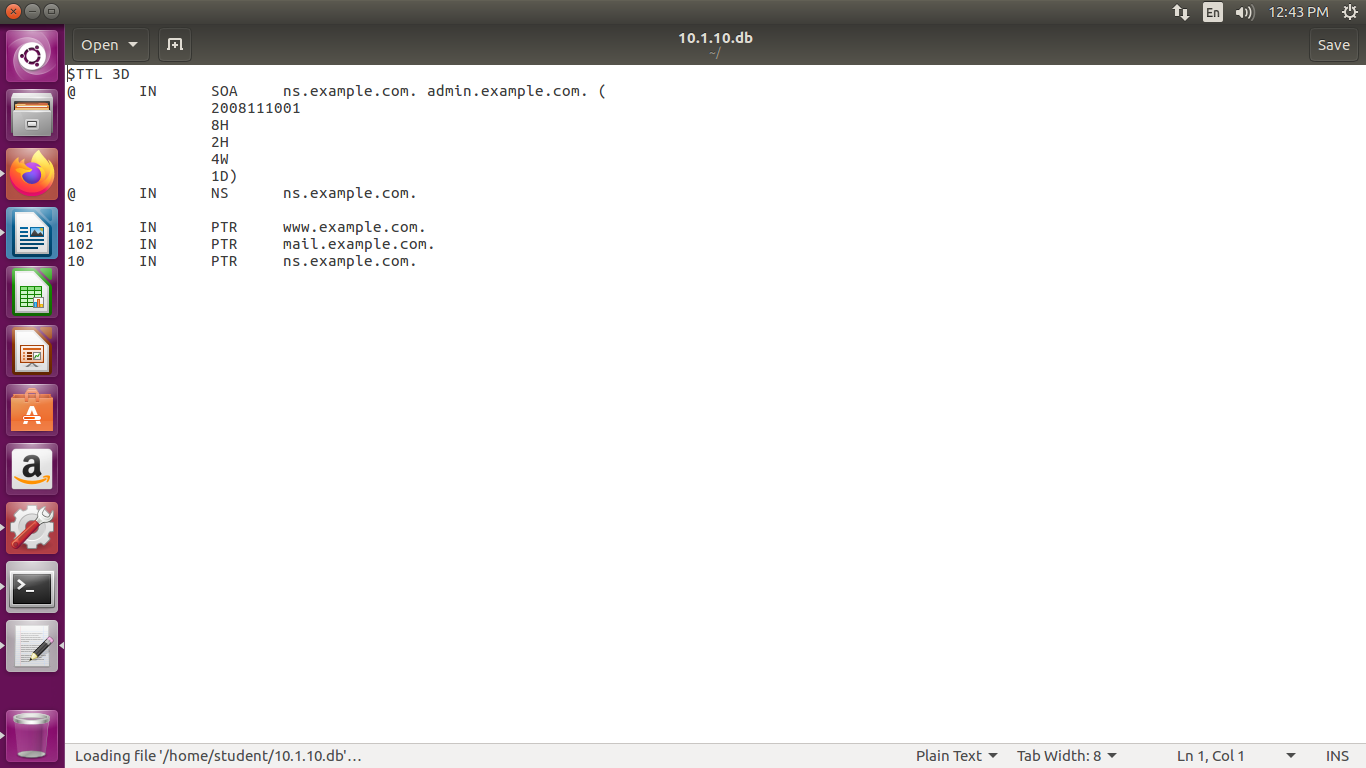 En 12:43 PM
Open 10.1.10.db Save
~/
$TTL 3D
@ IN SOA ns.example.com. admin.example.com. (
2008111001
8H
2H
4W
1D)
@ IN NS ns.example.com.
101 IN PTR www.example.com.
102 IN PTR mail.example.com.
10 IN PTR ns.example.com.
Loading file '/home/student/10.1.10.db'… Plain Text Tab Width: 8 Ln 1, Col 1 INS